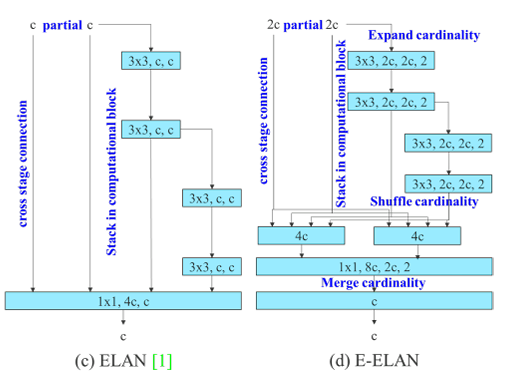 c partial c
3x3, c, c
3x3, c, c
3x3, c, c
3x3, c, c
cross stage connection
Stack in computational block
1x1, 4c, c
c
(c) ELAN [1]
2c partial 2c
Expand cardinality
3x3, 2c, 2c, 2
3x3, 2c, 2c, 2
3x3, 2c, 2c, 2
3x3, 2c, 2c, 2
cross stage connection
Stack in computational block
Shuffle cardinality
4c
4c
1x1, 8c, 2c, 2
Merge cardinality
c
c
(d) E-ELAN